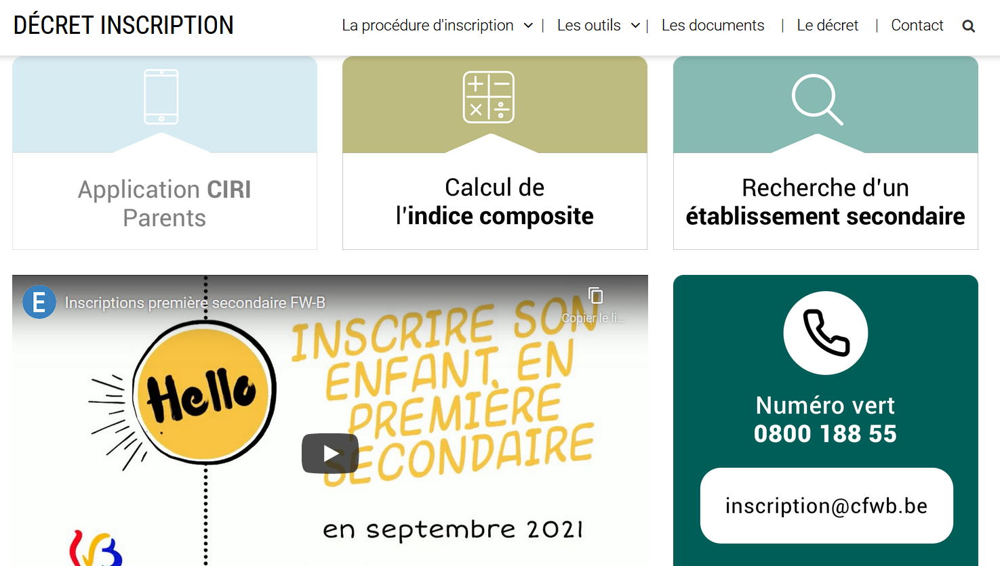 DÉCRET INSCRIPTION
La procédure d'inscription | Les outils | Les documents | Le décret | Contact
Application CIRI
Parents
Calcul de
l'indice composite
Recherche d'un
établissement secondaire
E Inscriptions première secondaire FW-B
Copier le li...
Hello
INSCRIRE SON
ENFANT EN
PREMIÈRE
SECONDAIRE
en septembre 2021
Numéro vert
0800 188 55
inscription@cfwb.be